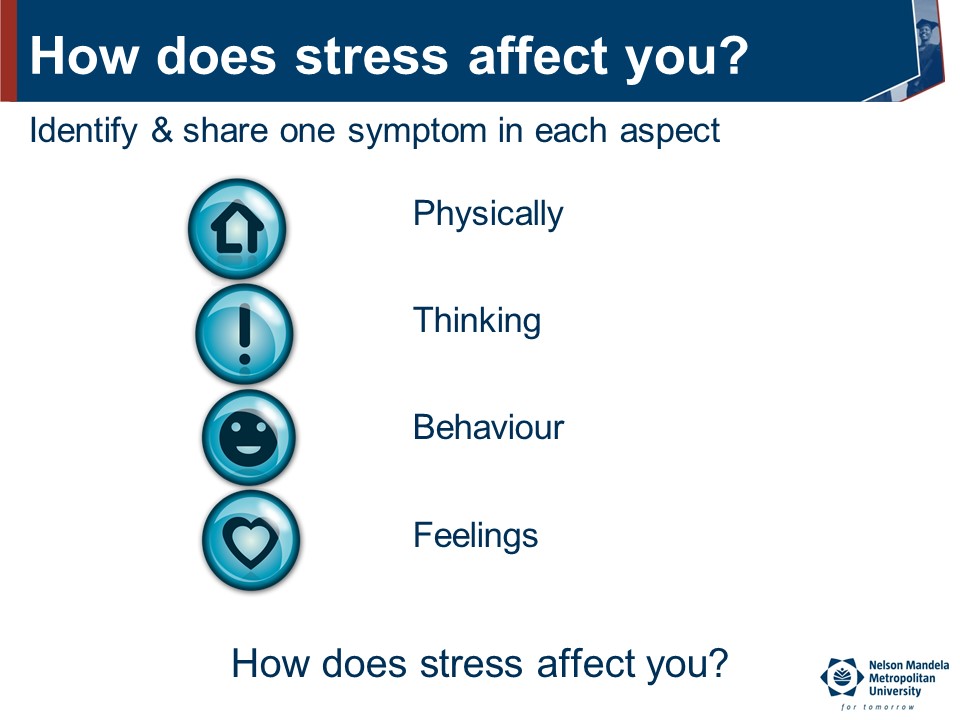 How does stress affect you?
Identify & share one symptom in each aspect
Physically
Thinking
Behaviour
Feelings
How does stress affect you?
Nelson Mandela
Metropolitan
University
for tomorrow